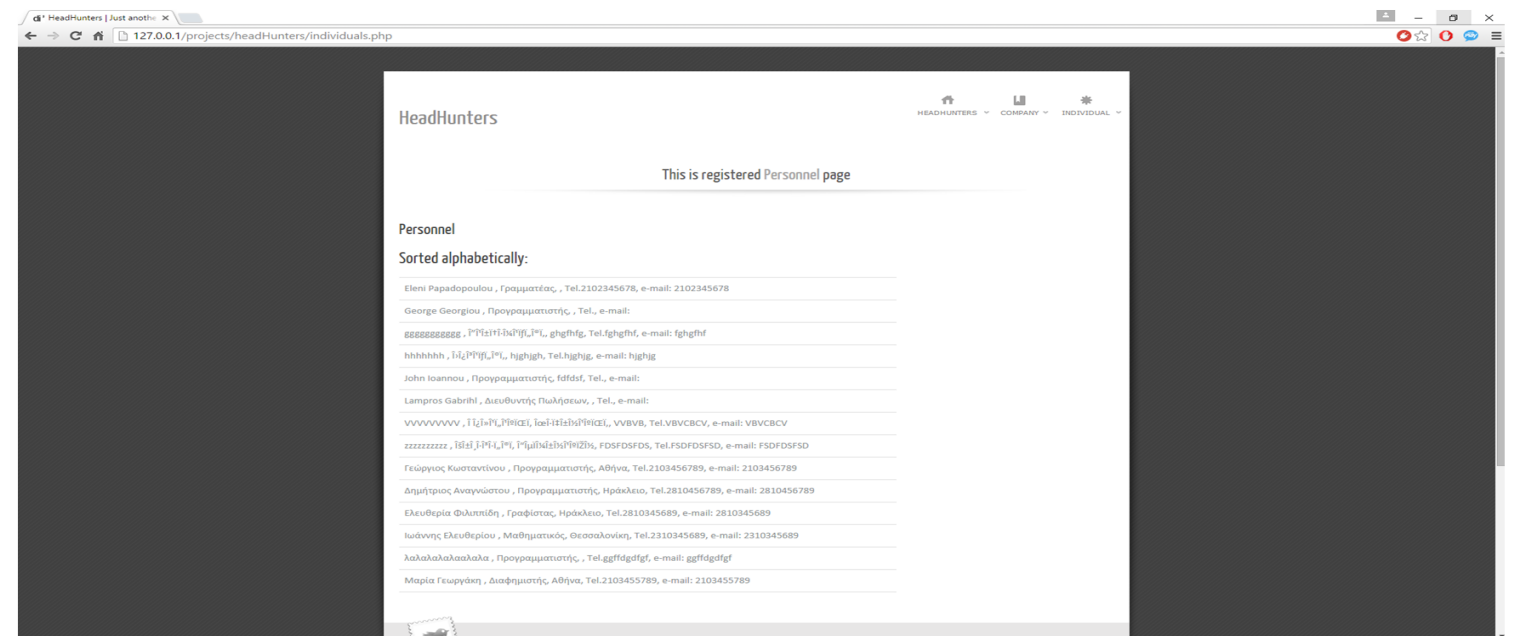 HeadHunters | Just anothe
127.0.0.1/projects/headHunters/individuals.php
HeadHunters
HEADHUNTERS COMPANY INDIVIDUAL
This is registered Personnel page
Personnel
Sorted alphabetically:
Eleni Papadopoulou , Γραμματέας, , Tel.2102345678, e-mail: 2102345678
George Georgiou , Προγραμματιστής, , Tel., e-mail:
ggggggggggg , ghgfhfg, Tel.fghgfhf, e-mail: fghgfhf
hhhhhhh , hjghjgh, Tel.hjghjg, e-mail: hjghjg
John Ioannou , Προγραμματιστής, fdfdsf, Tel., e-mail:
Lampros Gabrihl , Διευθυντής Πωλήσεων, , Tel., e-mail:
VVVVVVVVV , VVBVB, Tel.VBVCBCV, e-mail: VBVCBCV
zzzzzzzzzz , FDSFDSFDS, Tel.FSDFDSFSD, e-mail: FSDFDSFSD
Γεώργιος Κωσταντίνου , Προγραμματιστής, Αθήνα, Tel.2103456789, e-mail: 2103456789
Δημήτριος Αναγνώστου , Προγραμματιστής, Ηράκλειο, Tel.2810456789, e-mail: 2810456789
Ελευθερία Φιλιππίδη , Γραφίστας, Ηράκλειο, Tel.2810345689, e-mail: 2810345689
Ιωάννης Ελευθερίου , Μαθηματικός, Θεσσαλονίκη, Tel.2310345689, e-mail: 2310345689
λαλαλαλαλααλαλα , Προγραμματιστής, , Tel.ggffdgdfgf, e-mail: ggffdgdfgf
Μαρία Γεωργάκη , Διαφημιστής, Αθήνα, Tel.2103455789, e-mail: 2103455789